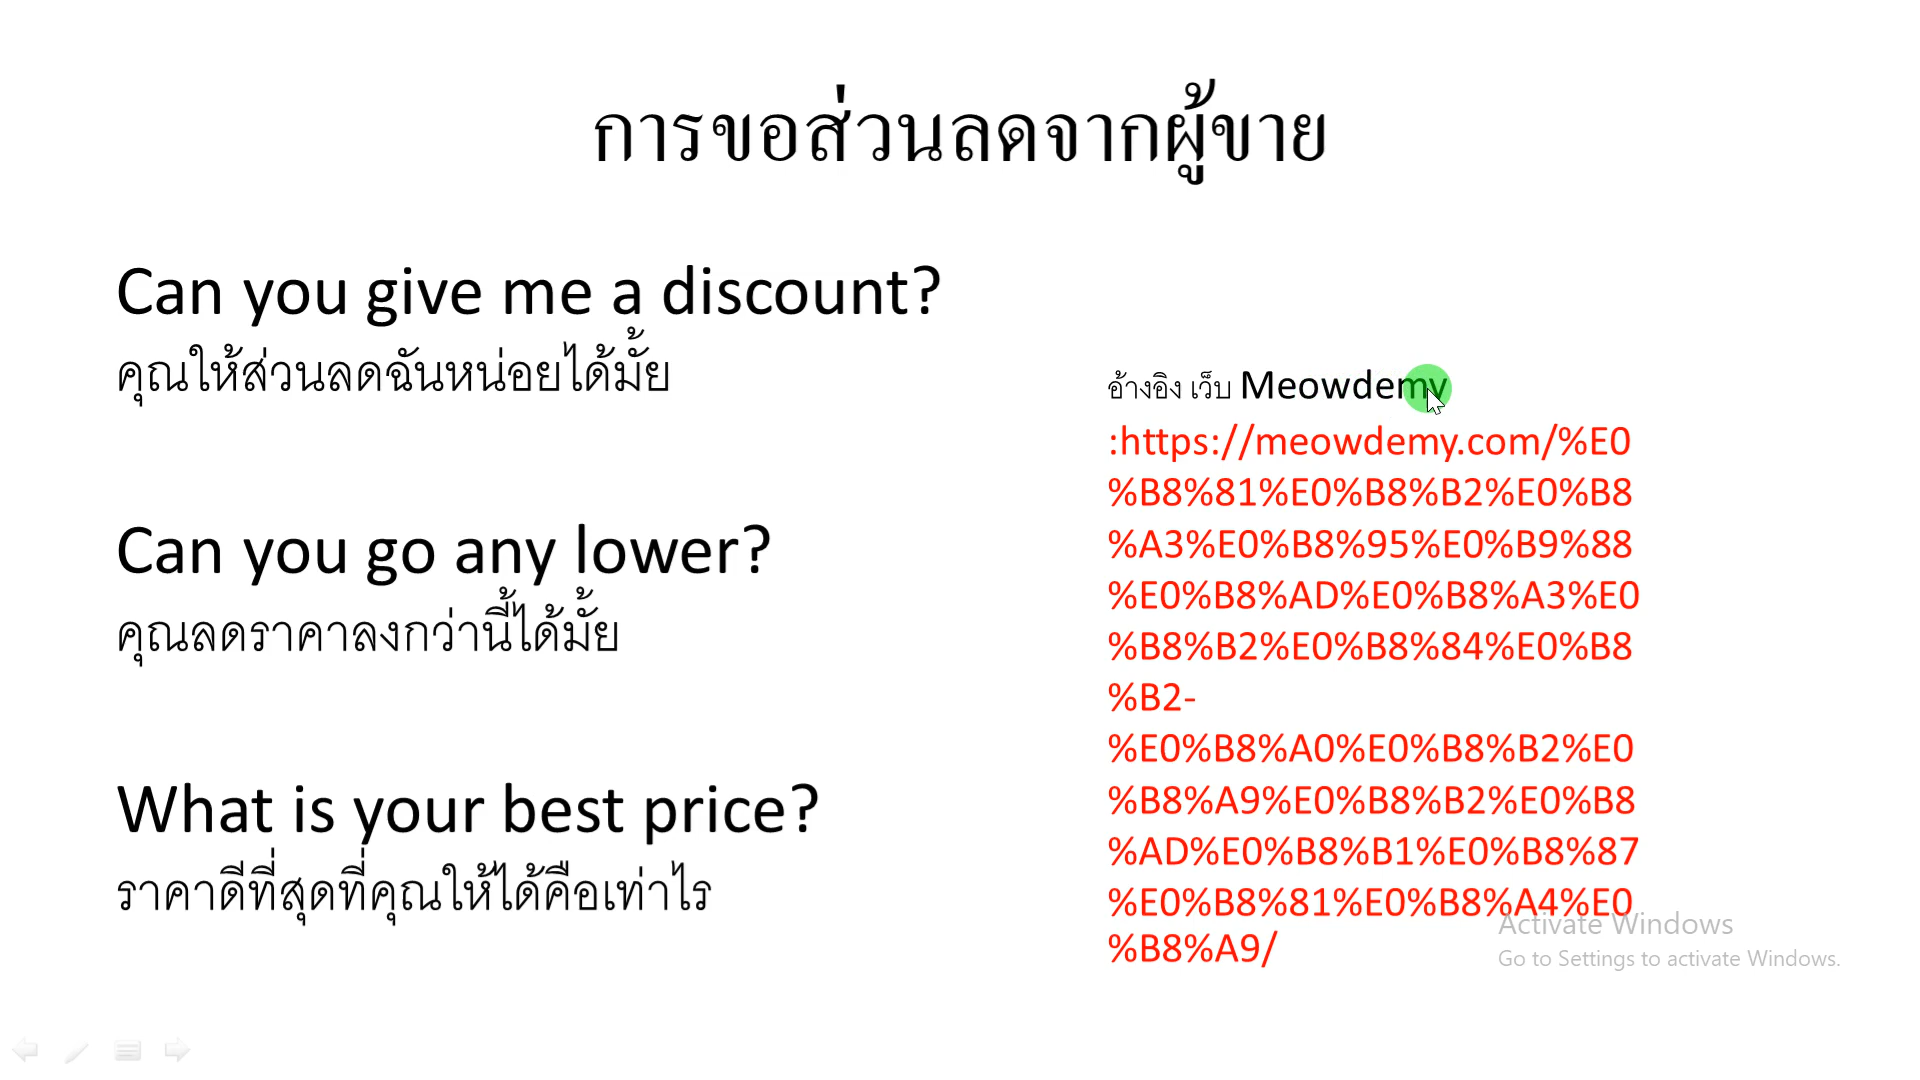 การขอส่วนลดจากผู้ขาย
Can you give me a discount?
คุณให้ส่วนลดฉันหน่อยได้มั้ย
Can you go any lower?
คุณลดราคาลงกว่านี้ได้มั้ย
What is your best price?
ราคาดีที่สุดที่คุณให้ได้คือเท่าไร
อ้างอิง เว็บ Meowdemy
:https://meowdemy.com/%E0
%B8%81%E0%B8%B2%E0%B8
%A3%E0%B8%95%E0%B9%88
%E0%B8%AD%E0%B8%A3%E0
%B8%B2%E0%B8%84%E0%B8
%B2-
%E0%B8%A0%E0%B8%B2%E0
%B8%A9%E0%B8%B2%E0%B8
%AD%E0%B8%B1%E0%B8%87
%E0%B8%81%E0%B8%A4%E0
%B8%A9/
Activate Windows
Go to Settings to activate Windows.